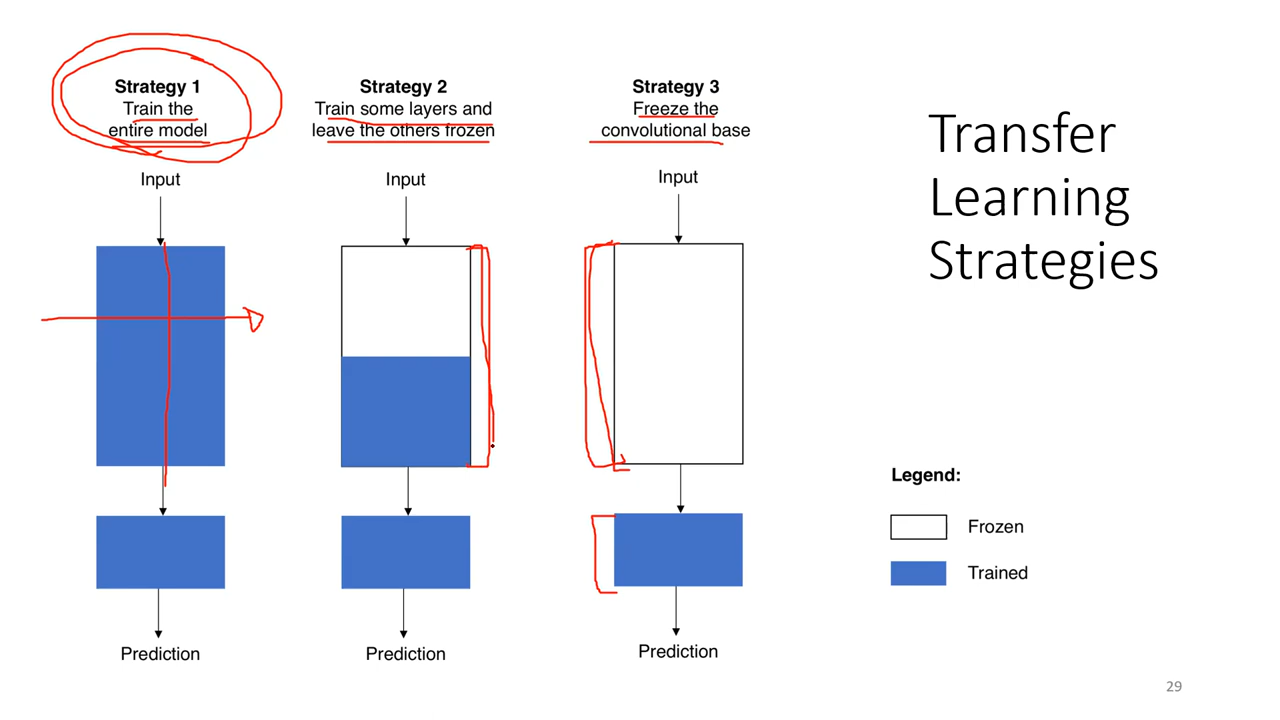 Strategy 1
Train the
entire model
Input
Prediction
Strategy 2
Train some layers and
leave the others frozen
Input
Prediction
Strategy 3
Freeze the
convolutional base
Input
Prediction
Transfer
Learning
Strategies
Legend:
Frozen
Trained
29